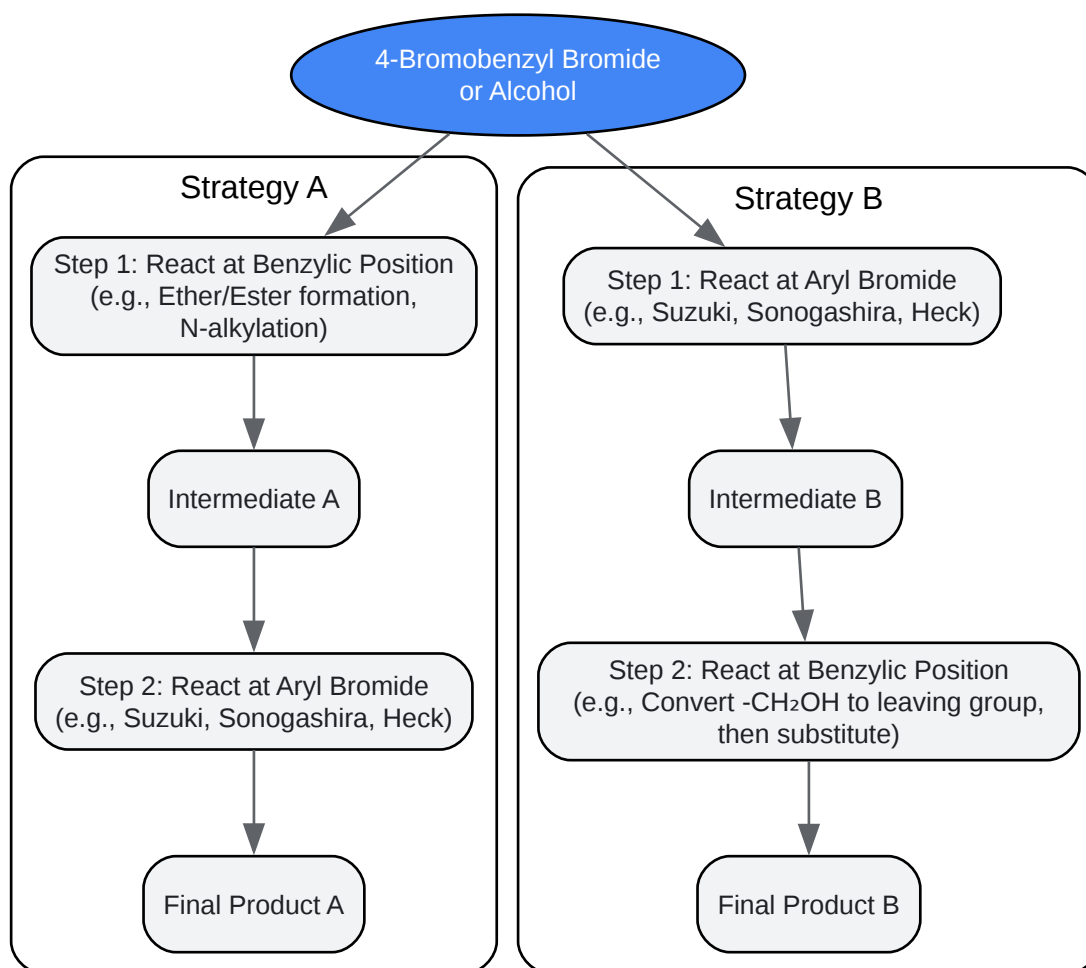 4-Bromobenzyl Bromide
or Alcohol
Strategy A
Step 1: React at Benzylic Position
(e.g., Ether/Ester formation,
N-alkylation)
Intermediate A
Step 2: React at Aryl Bromide
(e.g., Suzuki, Sonogashira, Heck)
Final Product A
Strategy B
Step 1: React at Aryl Bromide
(e.g., Suzuki, Sonogashira, Heck)
Intermediate B
Step 2: React at Benzylic Position
(e.g., Convert -CH₂OH to leaving group,
then substitute)
Final Product B